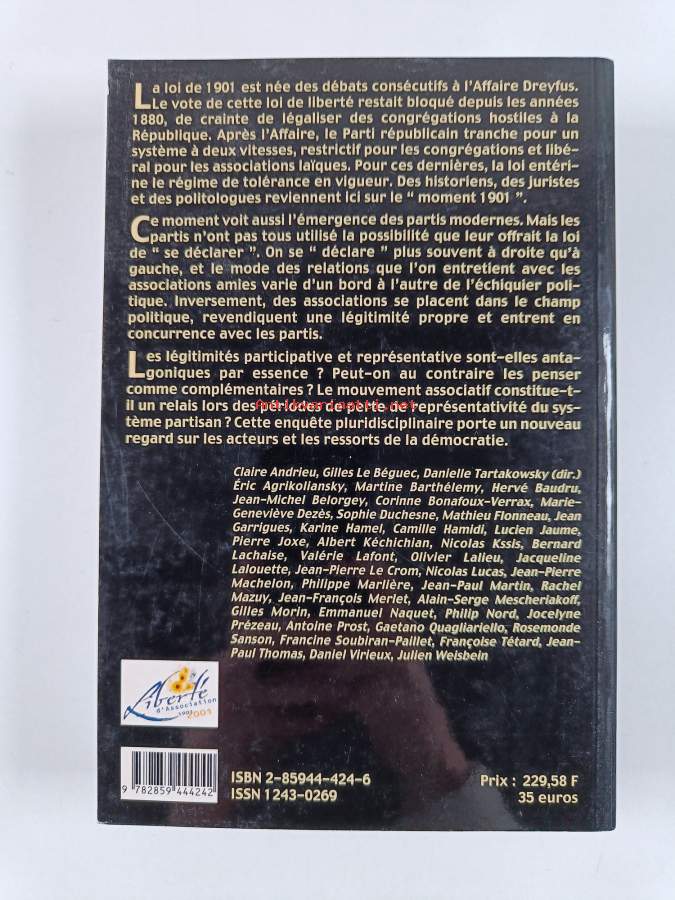 La loi de 1901 est née des débats consécutifs à l'Affaire Dreyfus.
Le vote de cette loi de liberté restait bloqué depuis les années
1880, de crainte de légaliser des congrégations hostiles à la
République. Après l'Affaire, le Parti républicain tranche pour un
système à deux vitesses, restrictif pour les congrégations et libé-
ral pour les associations laïques. Pour ces dernières, la loi entéri-
ne le régime de tolérance en vigueur. Des historiens, des juristes
et des politologues reviennent ici sur le " moment 1901 ".
Ce moment voit aussi l'émergence des partis modernes. Mais les
partis n'ont pas tous utilisé la possibilité que leur offrait la loi
de " se déclarer ". On se " déclare " plus souvent à droite qu'à
gauche, et le mode des relations que l'on entretient avec les
associations amies varie d'un bord à l'autre de l'échiquier poli-
tique. Inversement, des associations se placent dans le champ
politique, revendiquent une légitimité propre et entrent en
concurrence avec les partis.
Les légitimités participative et représentative sont-elles anta-
goniques par essence ? Peut-on au contraire les penser
comme complémentaires ? Le mouvement associatif constitue-t-
il un relais lors des périodes de perte de représentativité du sys-
tème partisan ? Cette enquête pluridisciplinaire porte un nouveau
regard sur les acteurs et les ressorts de la démocratie.
Antikvariaatti.net
Claire Andrieu, Gilles Le Béguec, Danielle Tartakowsky (dir.)
Éric Agrikoliansky, Martine Barthélemy, Hervé Baudru,
Jean-Michel Belorgey, Corinne Bonafoux-Verrax, Marie-
Geneviève Dezès, Sophie Duchesne, Mathieu Flonneau, Jean
Garrigues, Karine Hamel, Camille Hamidi, Lucien Jaume,
Pierre Joxe, Albert Kéchichian, Nicolas Kssis, Bernard
Lachaise, Valérie Lafont, Olivier Lalieu, Jacqueline
Lalouette, Jean-Pierre Le Crom, Nicolas Lucas, Jean-Pierre
Machelon, Philippe Marlière, Jean-Paul Martin, Rachel
Mazuy, Jean-François Merlet, Alain-Serge Mescheriakoff,
Gilles Morin, Emmanuel Naquet, Philip Nord, Jocelyne
Prézeau, Antoine Prost, Gaetano Quagliariello, Rosemonde
Sanson, Francine Soubiran-Paillet, Françoise Tétard, Jean-
Paul Thomas, Daniel Virieux, Julien Weisbein
Liberté
d'Association
1901
2001
ISBN 2-85944-424-6
ISSN 1243-0269
Prix : 229,58 F
35 euros
9 782859 444242